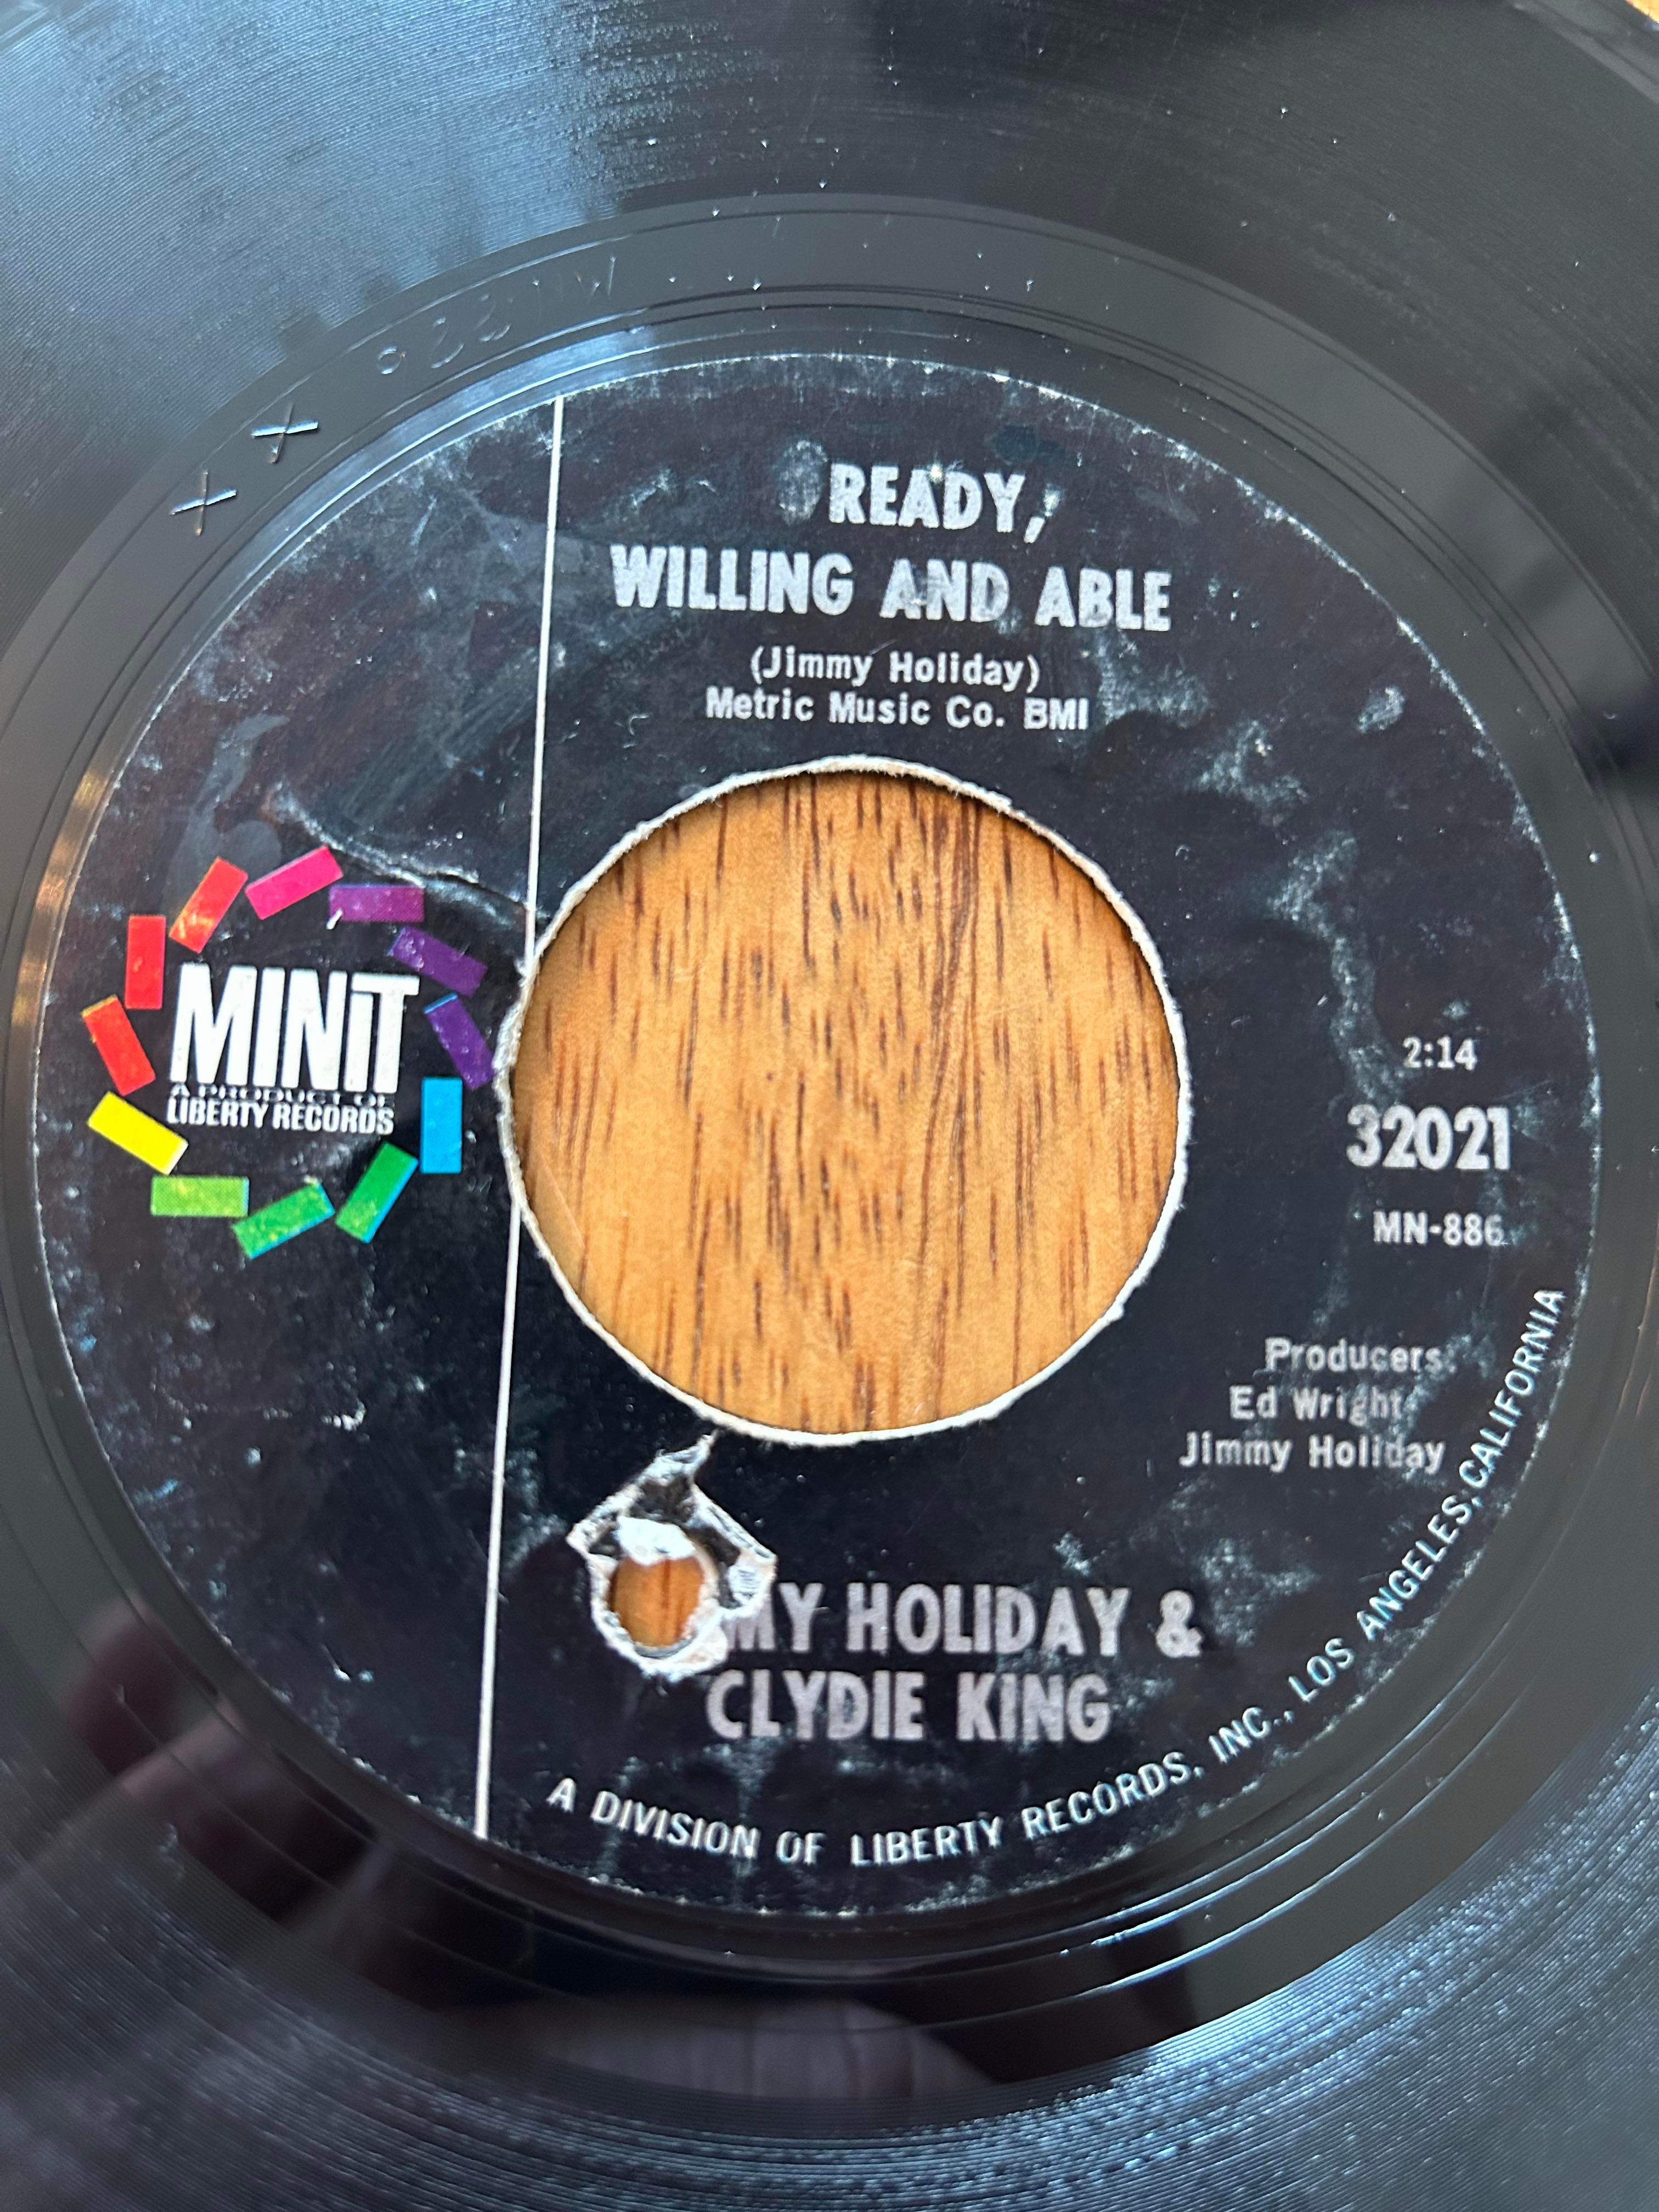 READY,
WILLING AND ABLE
(Jimmy Holiday)
Metric Music Co. BMI
MINiT
A PRODUCT OF
LIBERTY RECORDS
2:14
32021
MN-886
Producers:
Ed Wright
Jimmy Holiday
MY HOLIDAY &
CLYDIE KING
A DIVISION OF LIBERTY RECORDS, INC., LOS ANGELES, CALIFORNIA